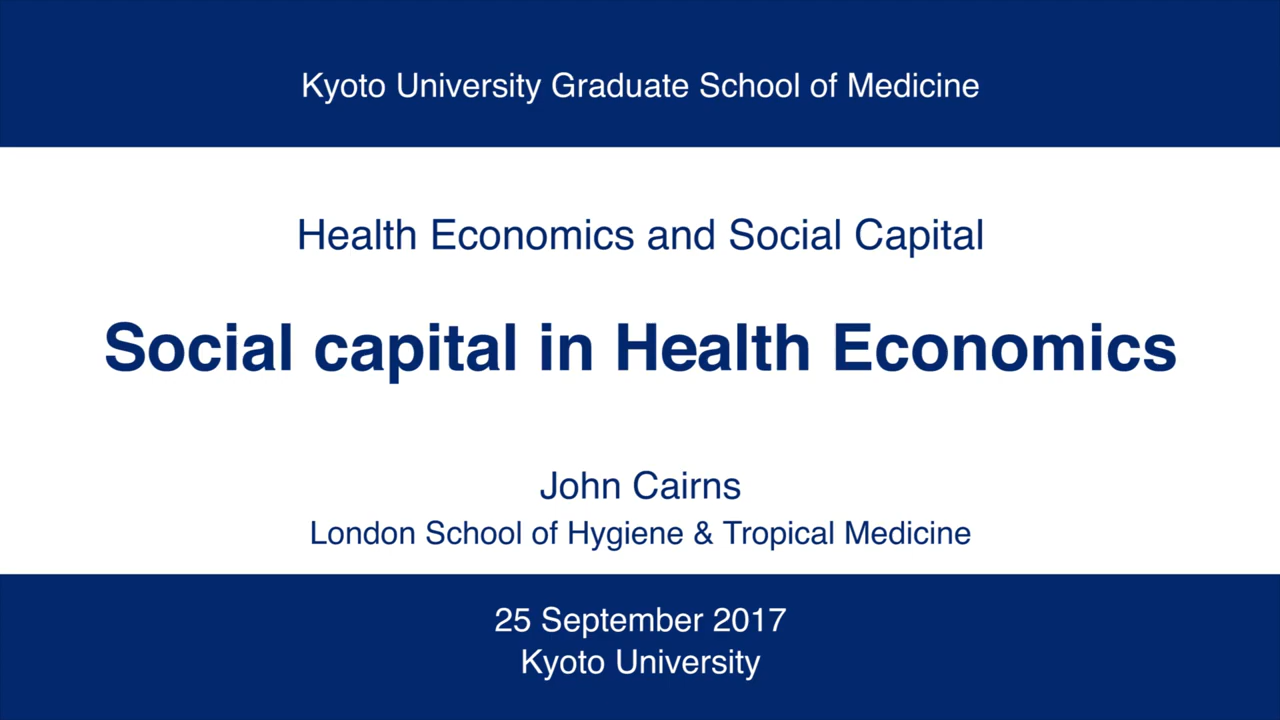 Kyoto University Graduate School of Medicine
Health Economics and Social Capital
Social capital in Health Economics
John Cairns
London School of Hygiene & Tropical Medicine
25 September 2017
Kyoto University